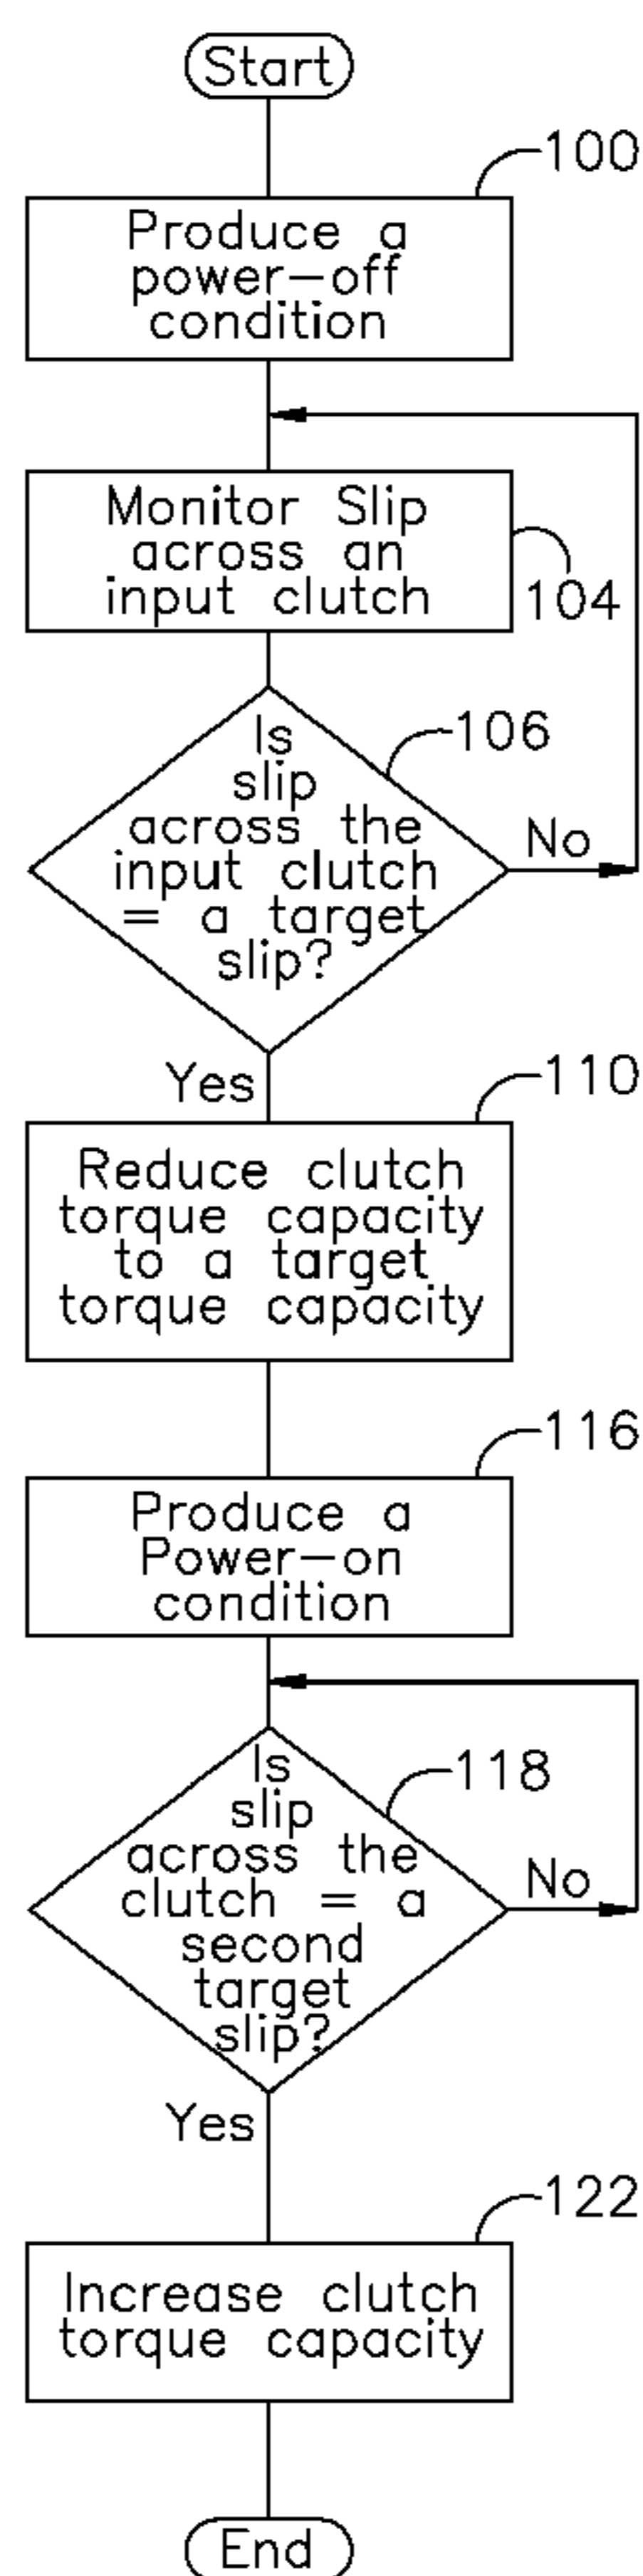 Start
100
Produce a
power-off
condition
Monitor Slip
across an
input clutch
104
106
Is
slip
across the
input clutch
= a target
slip?
No
Yes
110
Reduce clutch
torque capacity
to a target
torque capacity
116
Produce a
Power-on
condition
118
Is
slip
across the
clutch = a
second
target
slip?
No
Yes
122
Increase clutch
torque capacity
End